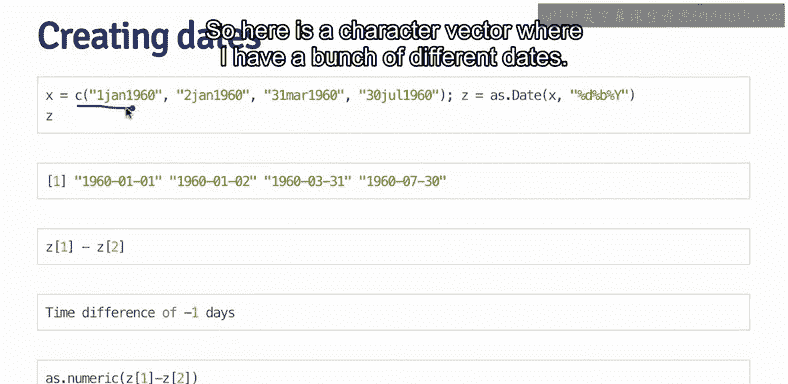 Creating dates
So here is a character vector where
I have a bunch of different dates.
x = c("1jan1960", "2jan1960", "31mar1960", "30jul1960"); z = as.Date(x, "%d%b%Y")
z
[1] "1960-01-01" "1960-01-02" "1960-03-31" "1960-07-30"
z[1] - z[2]
Time difference of -1 days
as.numeric(z[1]-z[2])